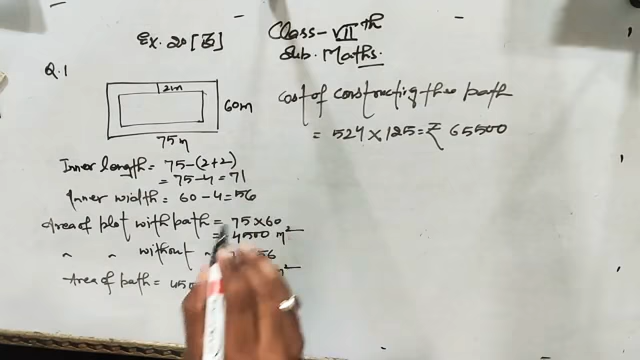 Ex. 20 [B]
Class - VII th
Sub. Maths.
Q.1
2m
60m
75m
Cost of constructing the path
= 524 × 125 = ₹ 65500
Inner length = 75 - (2+2)
= 75 - 4 = 71
Inner width = 60 - 4 = 56
Area of plot with path = 75 × 60
= 4500 m²
" " without "
Area of path = 450